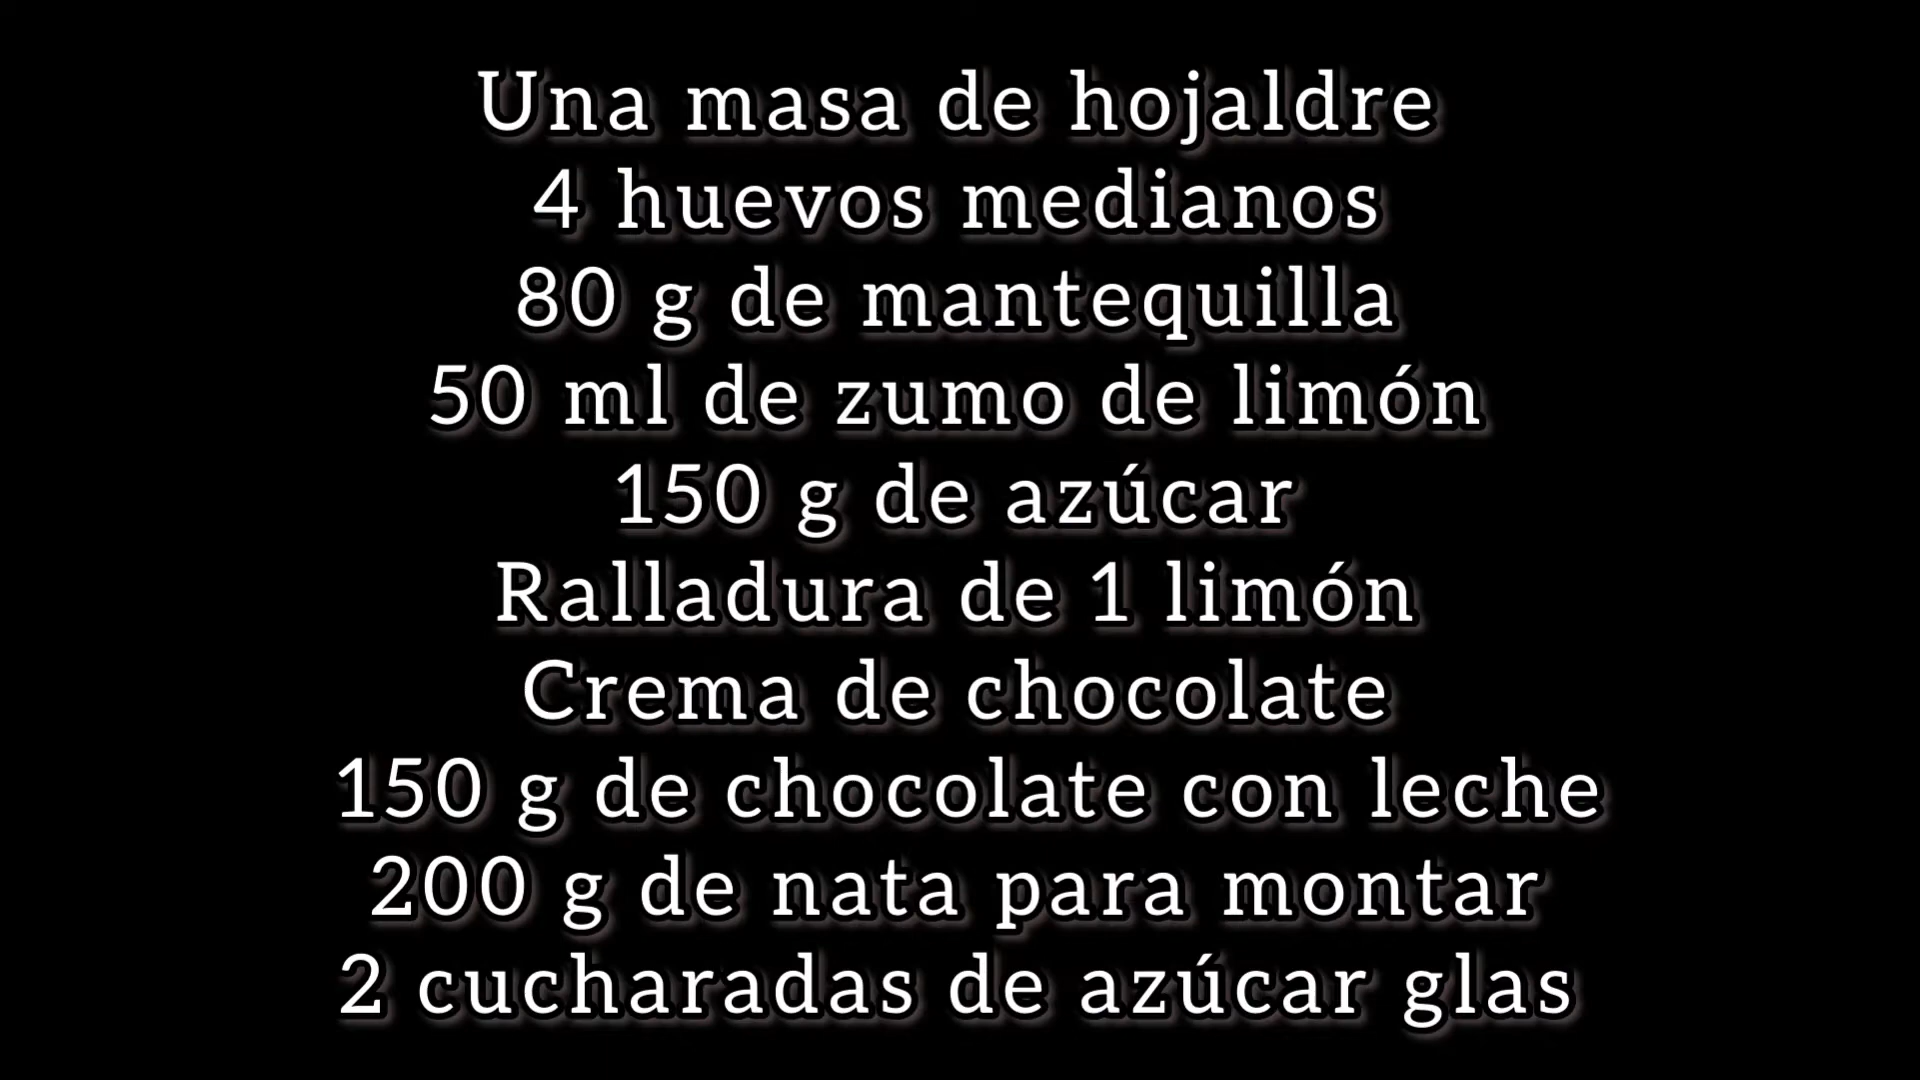 Una masa de hojaldre
4 huevos medianos
80 g de mantequilla
50 ml de zumo de limón
150 g de azúcar
Ralladura de 1 limón
Crema de chocolate
150 g de chocolate con leche
200 g de nata para montar
2 cucharadas de azúcar glas